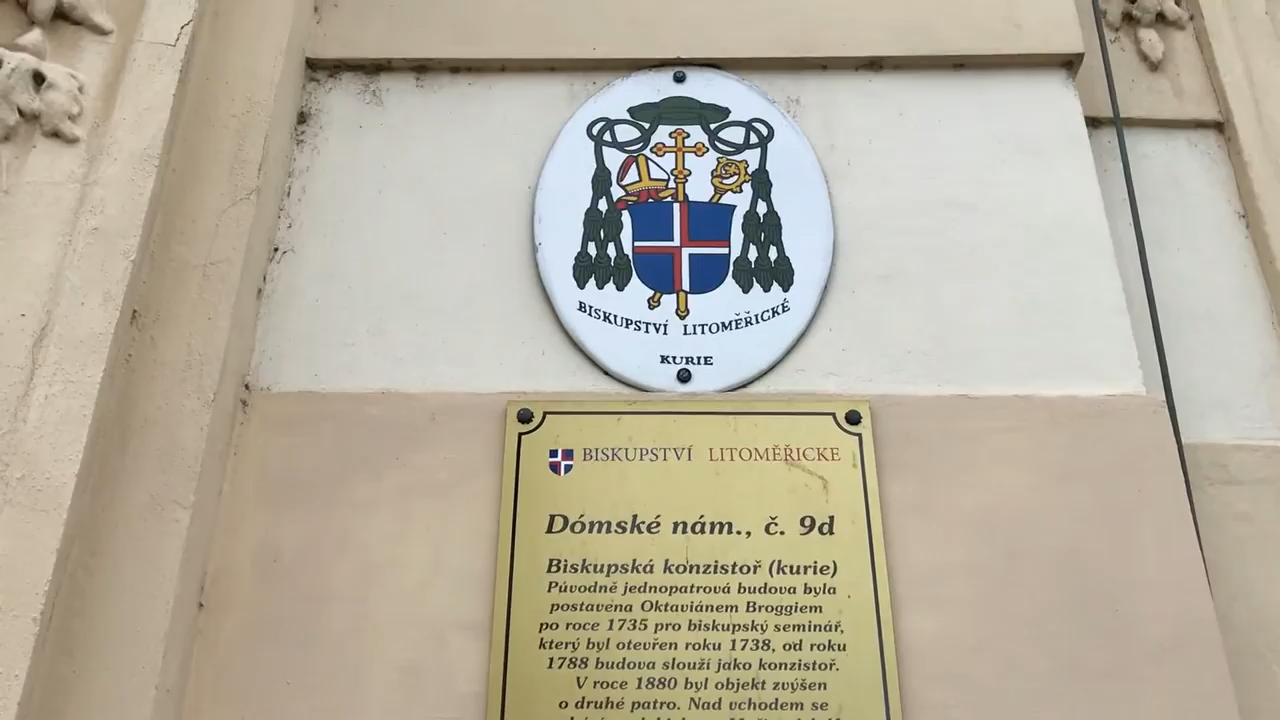 BISKUPSTVÍ LITOMĚŘICKÉ
KURIE
BISKUPSTVÍ LITOMĚŘICKE
Dómské nám., č. 9d
Biskupská konzistoř (kurie)
Původně jednopatrová budova byla
postavena Oktaviánem Broggiem
po roce 1735 pro biskupský seminář,
který byl otevřen roku 1738, od roku
1788 budova slouží jako konzistoř.
V roce 1880 byl objekt zvýšen
o druhé patro. Nad vchodem se